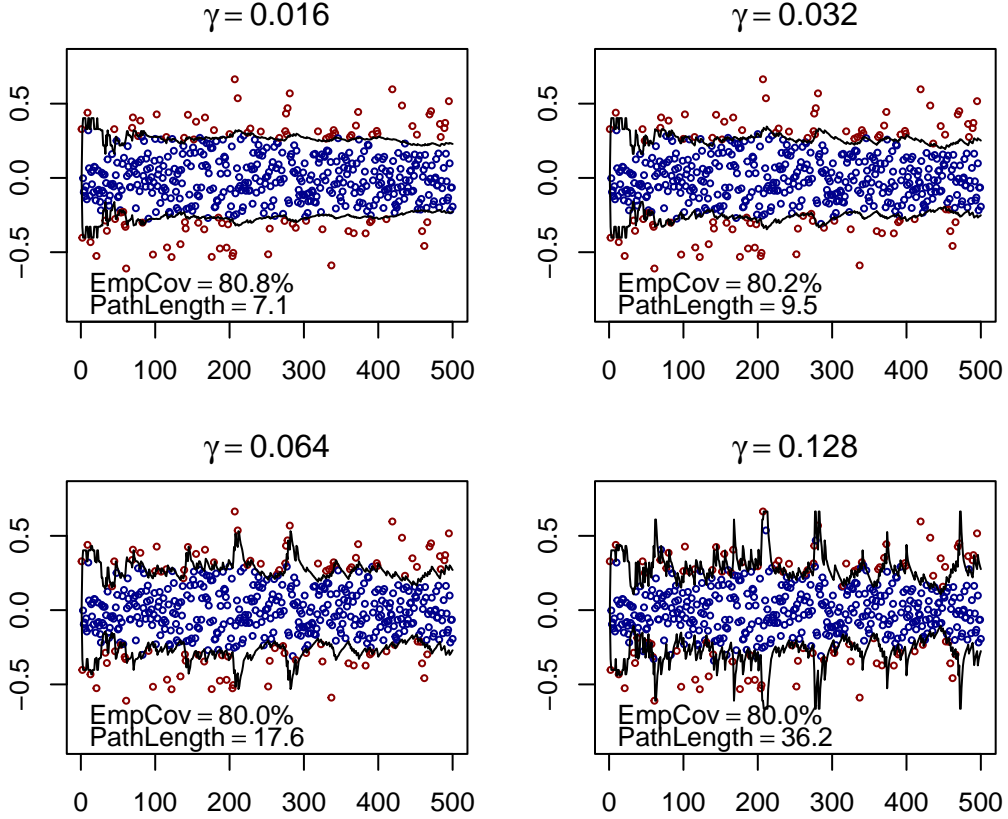 γ = 0.016
0.5
0.0
−0.5
EmpCov = 80.8%
PathLength = 7.1
0 100 200 300 400 500
γ = 0.032
0.5
0.0
−0.5
EmpCov = 80.2%
PathLength = 9.5
0 100 200 300 400 500
γ = 0.064
0.5
0.0
−0.5
EmpCov = 80.0%
PathLength = 17.6
0 100 200 300 400 500
γ = 0.128
0.5
0.0
−0.5
EmpCov = 80.0%
PathLength = 36.2
0 100 200 300 400 500